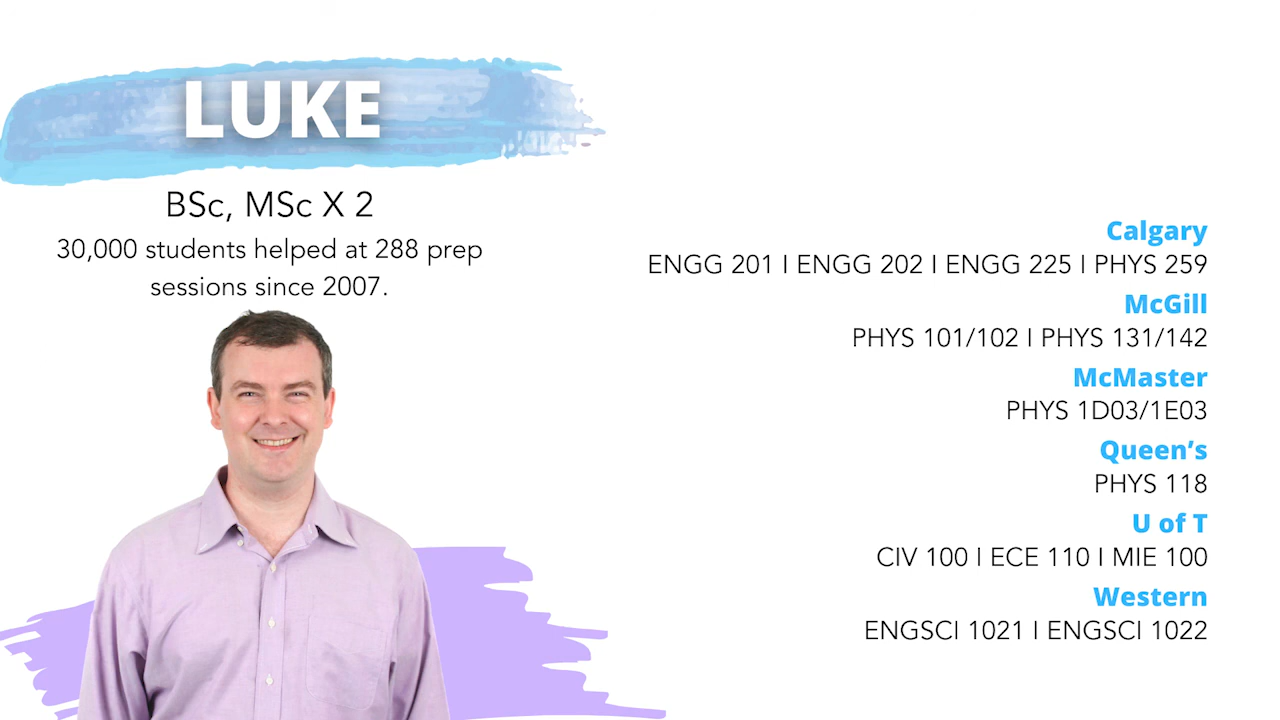 LUKE
BSc, MSc X 2
30,000 students helped at 288 prep
sessions since 2007.
Calgary
ENGG 201 I ENGG 202 I ENGG 225 I PHYS 259
McGill
PHYS 101/102 I PHYS 131/142
McMaster
PHYS 1D03/1E03
Queen’s
PHYS 118
U of T
CIV 100 I ECE 110 I MIE 100
Western
ENGSCI 1021 I ENGSCI 1022